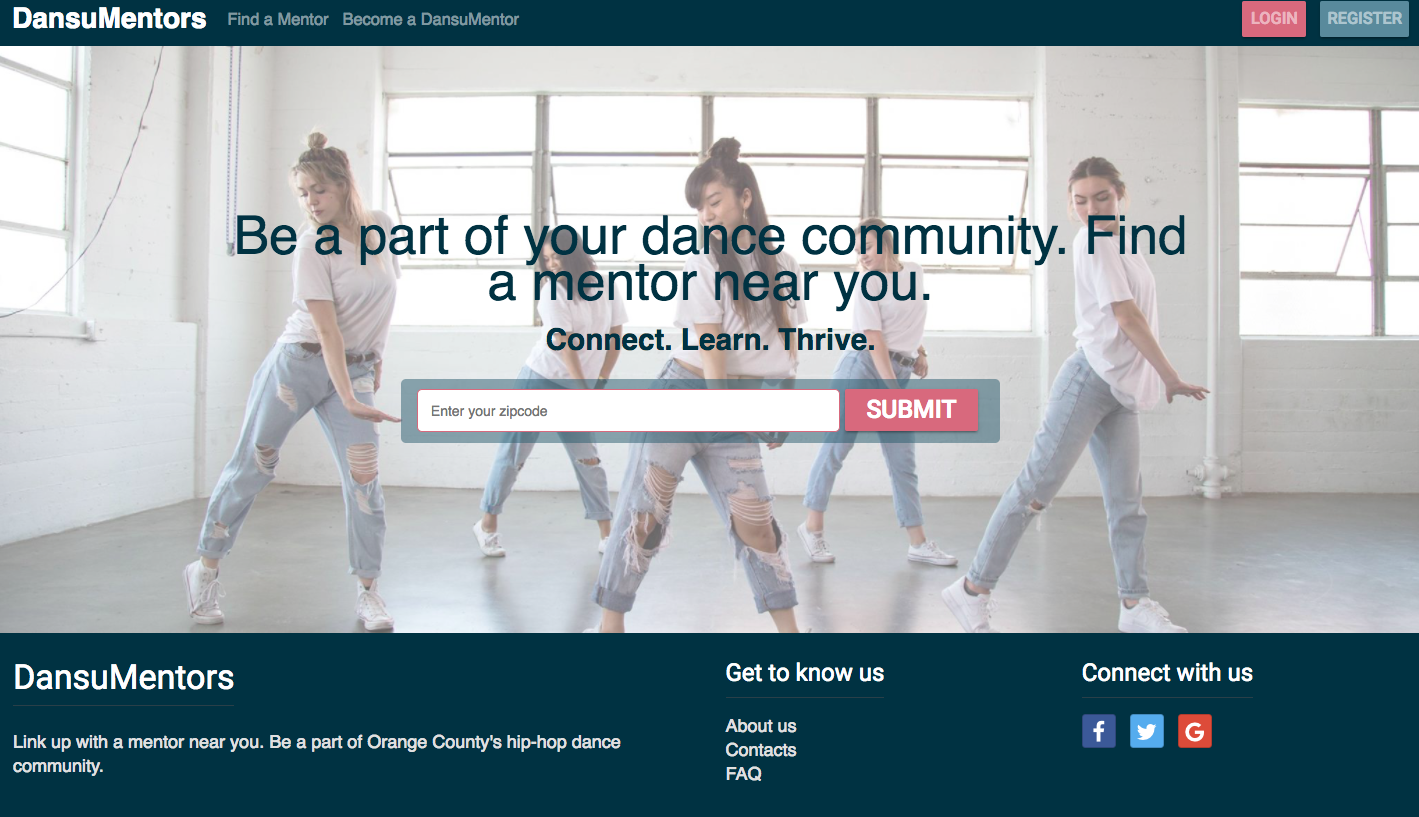 DansuMentors Find a Mentor Become a DansuMentor LOGIN REGISTER
Be a part of your dance community. Find
a mentor near you.
Connect. Learn. Thrive.
Enter your zipcode SUBMIT
DansuMentors
Link up with a mentor near you. Be a part of Orange County's hip-hop dance
community.
Get to know us
About us
Contacts
FAQ
Connect with us
f
G